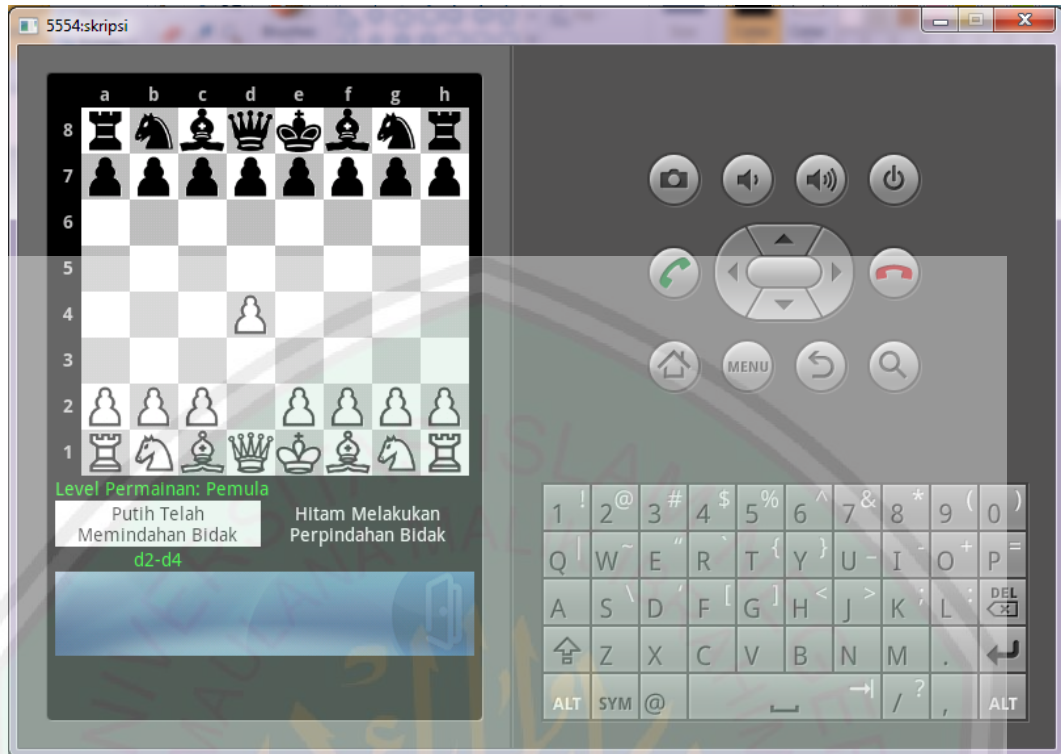 5554:skripsi
a b c d e f g h
8
7
6
5
4
3
2
1
Level Permainan: Pemula
Putih Telah
Memindahan Bidak
Hitam Melakukan
Perpindahan Bidak
d2-d4
MENU
1 ! 2 @ 3 # 4 $ 5 % 6 ^ 7 & 8 * 9 ( 0 )
Q | W ~ E " R ` T { Y } U _ I - O + P =
A S \ D ' F [ G ] H < J > K ; L : DEL
Z X C V B N M .
ALT SYM @ / ? , ALT